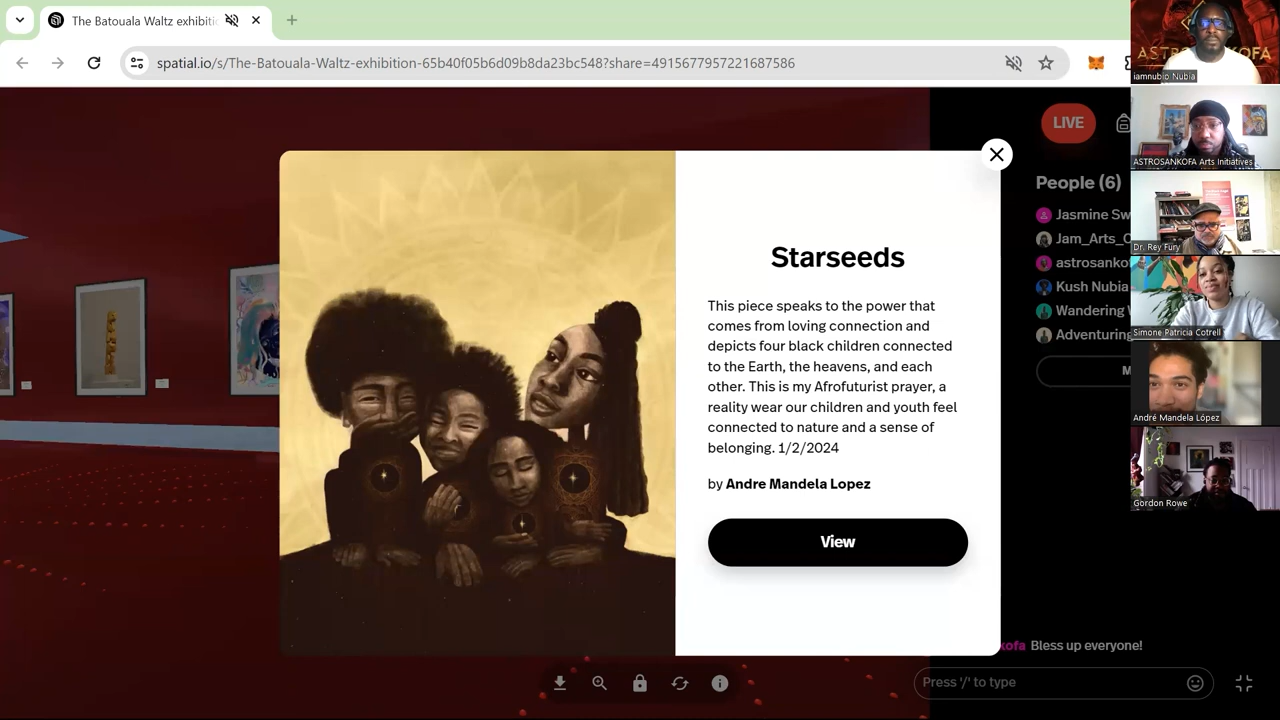 The Batouala Waltz exhibiti
spatial.io/s/The-Batouala-Waltz-exhibition-65b40f05b6d09b8da23bc548?share=4915677957221687586
ASTROSANKOFA
iamnubio Nubia
LIVE
ASTROSANKOFA Arts Initiatives
People (6)
Jasmine Sw
Jam_Arts_C
astrosanko
Kush Nubia
Wandering
Adventuring
Dr. Rey Fury
Simone Patricia Cotrell
André Mandela López
Gordon Rowe
Starseeds
This piece speaks to the power that
comes from loving connection and
depicts four black children connected
to the Earth, the heavens, and each
other. This is my Afrofuturist prayer, a
reality wear our children and youth feel
connected to nature and a sense of
belonging. 1/2/2024
by Andre Mandela Lopez
View
kofa Bless up everyone!
Press '/' to type